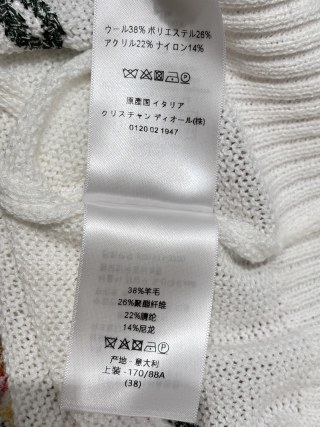 ウール38% ポリエステル26%
アクリル22% ナイロン14%
原產国 イタリア
クリスチャン ディオール(株)
0120 02 1947
38%羊毛
26%聚酯纤维
22%腈纶
14%尼龙
产地 - 意大利
上装 - 170/88A
(38)